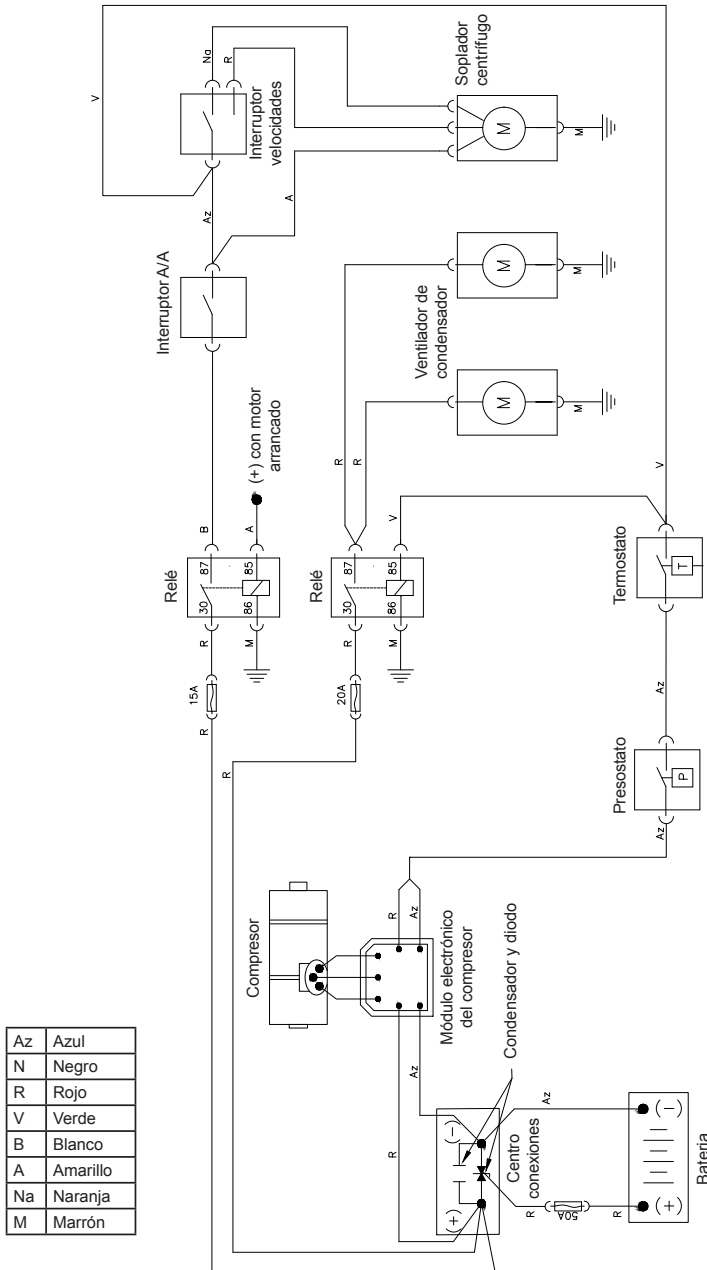 V
Na
R
Interruptor
velocidades
Az
A
Soplador
centrífugo
M
M
Interruptor A/A
Ventilador de
condensador
M
M
M
M
(+) con motor
arrancado
R
R
V
V
B
A
Relé
87
85
30
86
R
M
15A
R
Relé
87
85
30
86
R
M
20A
R
Termostato
T
Az
Presostato
P
Az
Compresor
R
Az
Módulo electrónico
del compresor
Condensador y diodo
R
Az
(-)
(+)
Centro
conexiones
Az
R
50A
R
(-)
(+)
Bateria
Az Azul
N Negro
R Rojo
V Verde
B Blanco
A Amarillo
Na Naranja
M Marrón